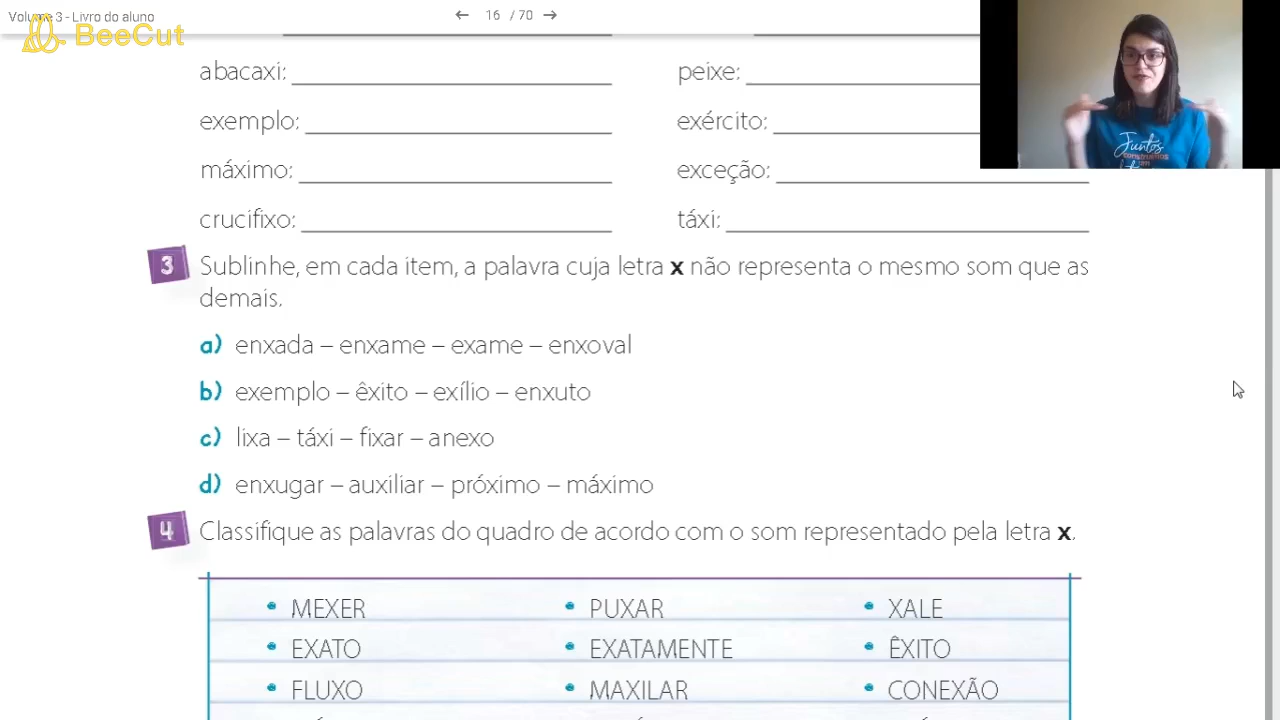 Volume 3 - Livro do aluno
16 / 70
BeeCut
abacaxi:
peixe:
exemplo:
exército:
máximo:
exceção:
crucifixo:
táxi:
Juntos
construímos
um
3 Sublinhe, em cada item, a palavra cuja letra x não representa o mesmo som que as
demais.
a) enxada – enxame – exame – enxoval
b) exemplo – êxito – exílio – enxuto
c) lixa – táxi – fixar – anexo
d) enxugar – auxiliar – próximo – máximo
4 Classifique as palavras do quadro de acordo com o som representado pela letra x.
• MEXER • PUXAR • XALE
• EXATO • EXATAMENTE • ÊXITO
• FLUXO • MAXILAR • CONEXÃO